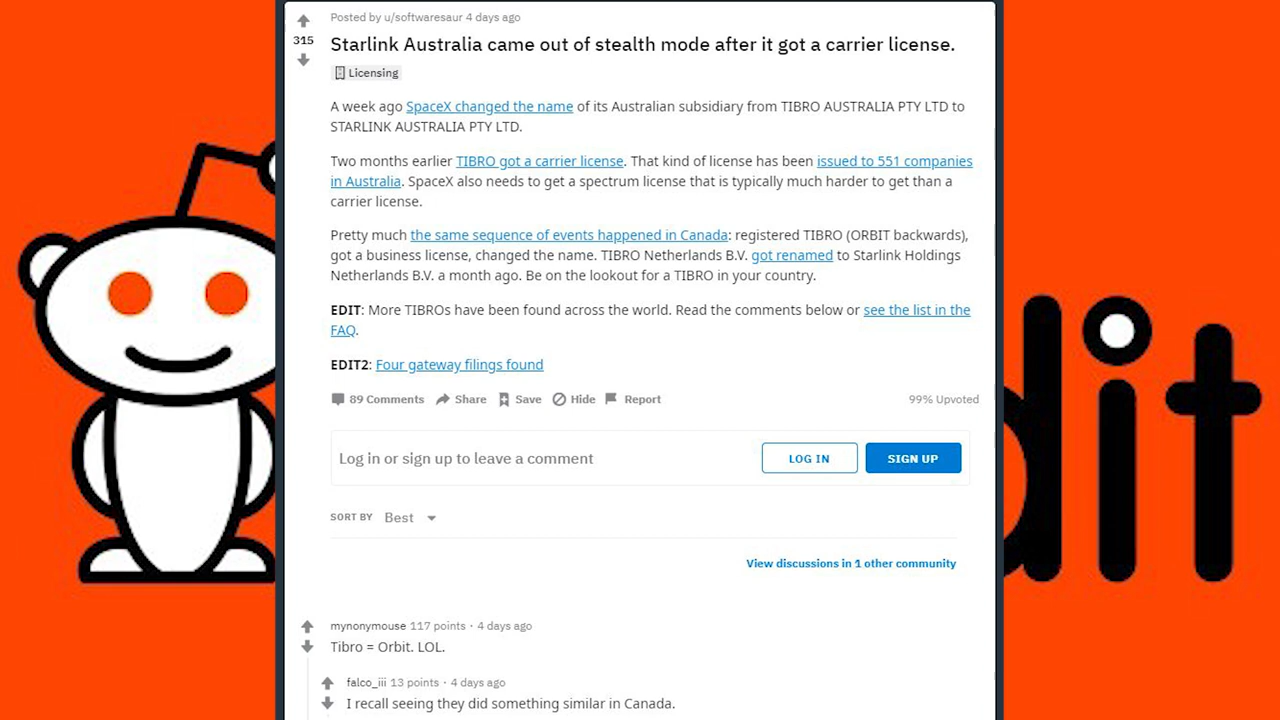 Posted by u/softwaresaur 4 days ago
315
Starlink Australia came out of stealth mode after it got a carrier license.
Licensing
A week ago SpaceX changed the name of its Australian subsidiary from TIBRO AUSTRALIA PTY LTD to
STARLINK AUSTRALIA PTY LTD.
Two months earlier TIBRO got a carrier license. That kind of license has been issued to 551 companies
in Australia. SpaceX also needs to get a spectrum license that is typically much harder to get than a
carrier license.
Pretty much the same sequence of events happened in Canada: registered TIBRO (ORBIT backwards),
got a business license, changed the name. TIBRO Netherlands B.V. got renamed to Starlink Holdings
Netherlands B.V. a month ago. Be on the lookout for a TIBRO in your country.
EDIT: More TIBROs have been found across the world. Read the comments below or see the list in the
FAQ.
EDIT2: Four gateway filings found
89 Comments Share Save Hide Report 99% Upvoted
Log in or sign up to leave a comment LOG IN SIGN UP
SORT BY Best
View discussions in 1 other community
mynonymouse 117 points · 4 days ago
Tibro = Orbit. LOL.
falco_iii 13 points · 4 days ago
I recall seeing they did something similar in Canada.
dit